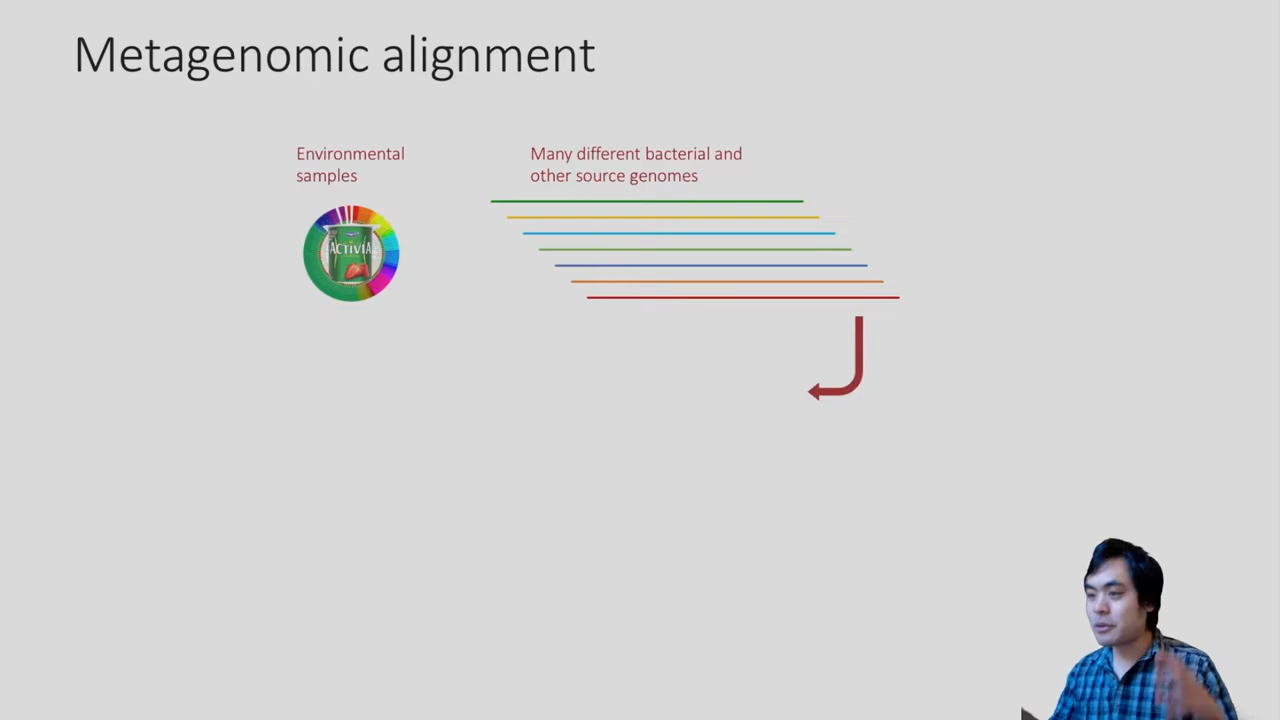 Metagenomic alignment
Environmental
samples
Many different bacterial and
other source genomes
ACTIVIA